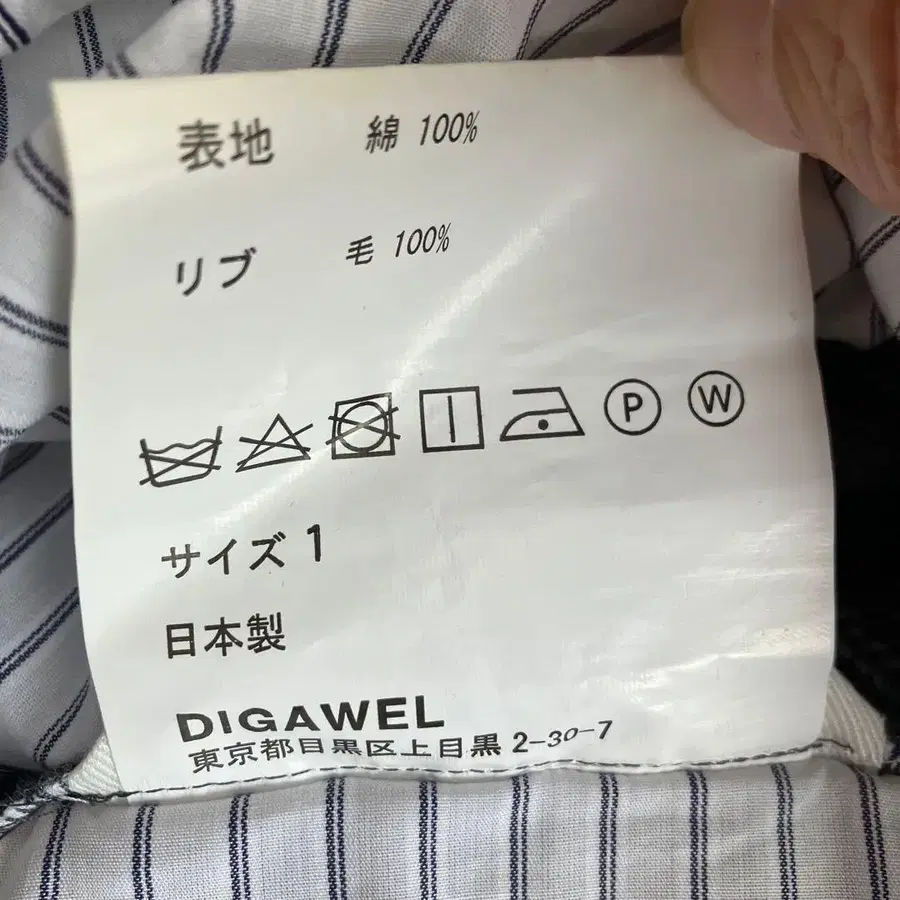 表地 綿 100%
リブ 毛 100%
P W
サイズ 1
日本製
DIGAWEL
東京都目黒区上目黒 2-30-7